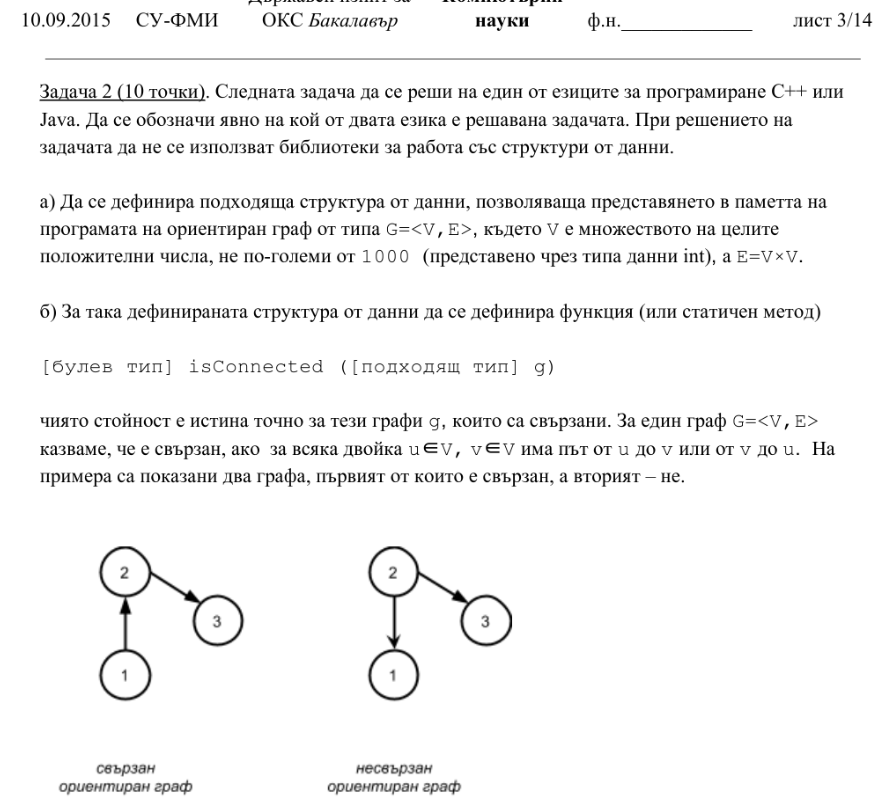 10.09.2015 СУ-ФМИ ОКС Бакалавър науки ф.н.______________ лист 3/14
Задача 2 (10 точки). Следната задача да се реши на един от езиците за програмиране C++ или
Java. Да се обозначи явно на кой от двата езика е решавана задачата. При решението на
задачата да не се използват библиотеки за работа със структури от данни.
а) Да се дефинира подходяща структура от данни, позволяваща представянето в паметта на
програмата на ориентиран граф от типа G=<V,E>, където V е множеството на целите
положителни числа, не по-големи от 1000 (представено чрез типа данни int), а E=V×V.
б) За така дефинираната структура от данни да се дефинира функция (или статичен метод)
[булев тип] isConnected ([подходящ тип] g)
чиято стойност е истина точно за тези графи g, които са свързани. За един граф G=<V,E>
казваме, че е свързан, ако за всяка двойка u∈V, v∈V има път от u до v или от v до u. На
примера са показани два графа, първият от които е свързан, а вторият – не.
2 2
3 3
1 1
свързан несвързан
ориентиран граф ориентиран граф